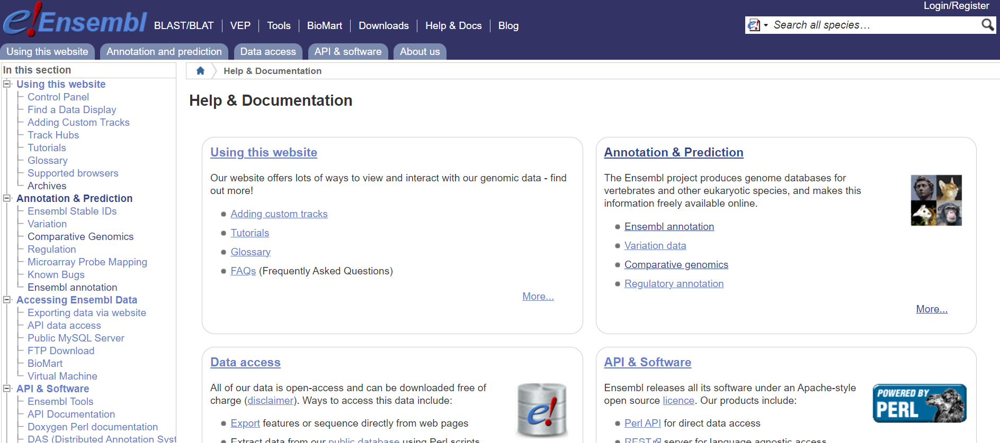 Login/Register
e!Ensembl
BLAST/BLAT
VEP
Tools
BioMart
Downloads
Help & Docs
Blog
Search all species…
Using this website
Annotation and prediction
Data access
API & software
About us
In this section
Using this website
Control Panel
Find a Data Display
Adding Custom Tracks
Track Hubs
Tutorials
Glossary
Supported browsers
Archives
Annotation & Prediction
Ensembl Stable IDs
Variation
Comparative Genomics
Regulation
Microarray Probe Mapping
Known Bugs
Ensembl annotation
Accessing Ensembl Data
Exporting data via website
API data access
Public MySQL Server
FTP Download
BioMart
Virtual Machine
API & Software
Ensembl Tools
API Documentation
Doxygen Perl documentation
DAS (Distributed Annotation Syst
Help & Documentation
Help & Documentation
Using this website
Our website offers lots of ways to view and interact with our genomic data - find
out more!
Adding custom tracks
Tutorials
Glossary
FAQs (Frequently Asked Questions)
More...
Annotation & Prediction
The Ensembl project produces genome databases for
vertebrates and other eukaryotic species, and makes this
information freely available online.
Ensembl annotation
Variation data
Comparative genomics
Regulatory annotation
More...
Data access
All of our data is open-access and can be downloaded free of
charge (disclaimer). Ways to access this data include:
Export features or sequence directly from web pages
Extract data from our public database using Perl scripts
e!
API & Software
Ensembl releases all its software under an Apache-style
open source licence. Our products include:
Perl API for direct data access
REST server for language agnostic access
POWERED BY
PERL